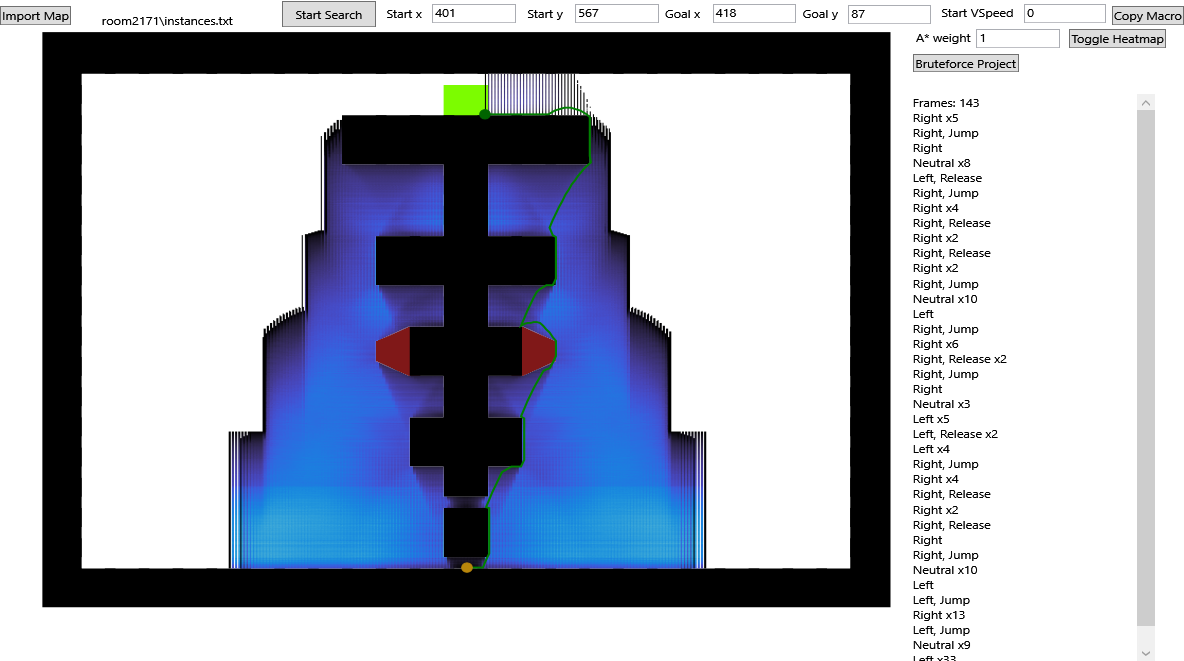 Import Map
room2171\instances.txt
Start Search
Start x 401
Start y 567
Goal x 418
Goal y 87
Start VSpeed 0
Copy Macro
A* weight 1
Toggle Heatmap
Bruteforce Project
Frames: 143
Right x5
Right, Jump
Right
Neutral x8
Left, Release
Right, Jump
Right x4
Right, Release
Right x2
Right, Release
Right x2
Right, Jump
Neutral x10
Left
Right, Jump
Right x6
Right, Release x2
Right, Jump
Right
Neutral x3
Left x5
Left, Release x2
Left x4
Right, Jump
Right x4
Right, Release
Right x2
Right, Release
Right
Right, Jump
Neutral x10
Left
Left, Jump
Right x13
Left, Jump
Neutral x9
Left x33